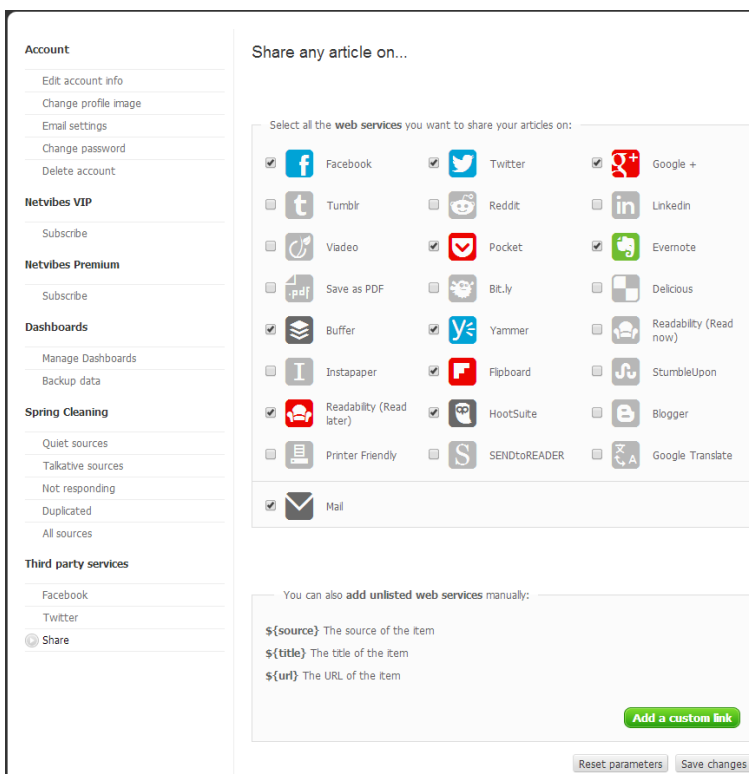 Account
Edit account info
Change profile image
Email settings
Change password
Delete account
Netvibes VIP
Subscribe
Netvibes Premium
Subscribe
Dashboards
Manage Dashboards
Backup data
Spring Cleaning
Quiet sources
Talkative sources
Not responding
Duplicated
All sources
Third party services
Facebook
Twitter
Share
Share any article on...
Select all the web services you want to share your articles on:
Facebook
Twitter
Google +
Tumblr
Reddit
Linkedin
Viadeo
Pocket
Evernote
.pdf
Save as PDF
Bit.ly
Delicious
Buffer
Yammer
Readability (Read
now)
Instapaper
Flipboard
StumbleUpon
Readability (Read
later)
HootSuite
Blogger
Printer Friendly
SENDtoREADER
Google Translate
Mail
You can also add unlisted web services manually:
${source} The source of the item
${title} The title of the item
${url} The URL of the item
Add a custom link
Reset parameters
Save changes